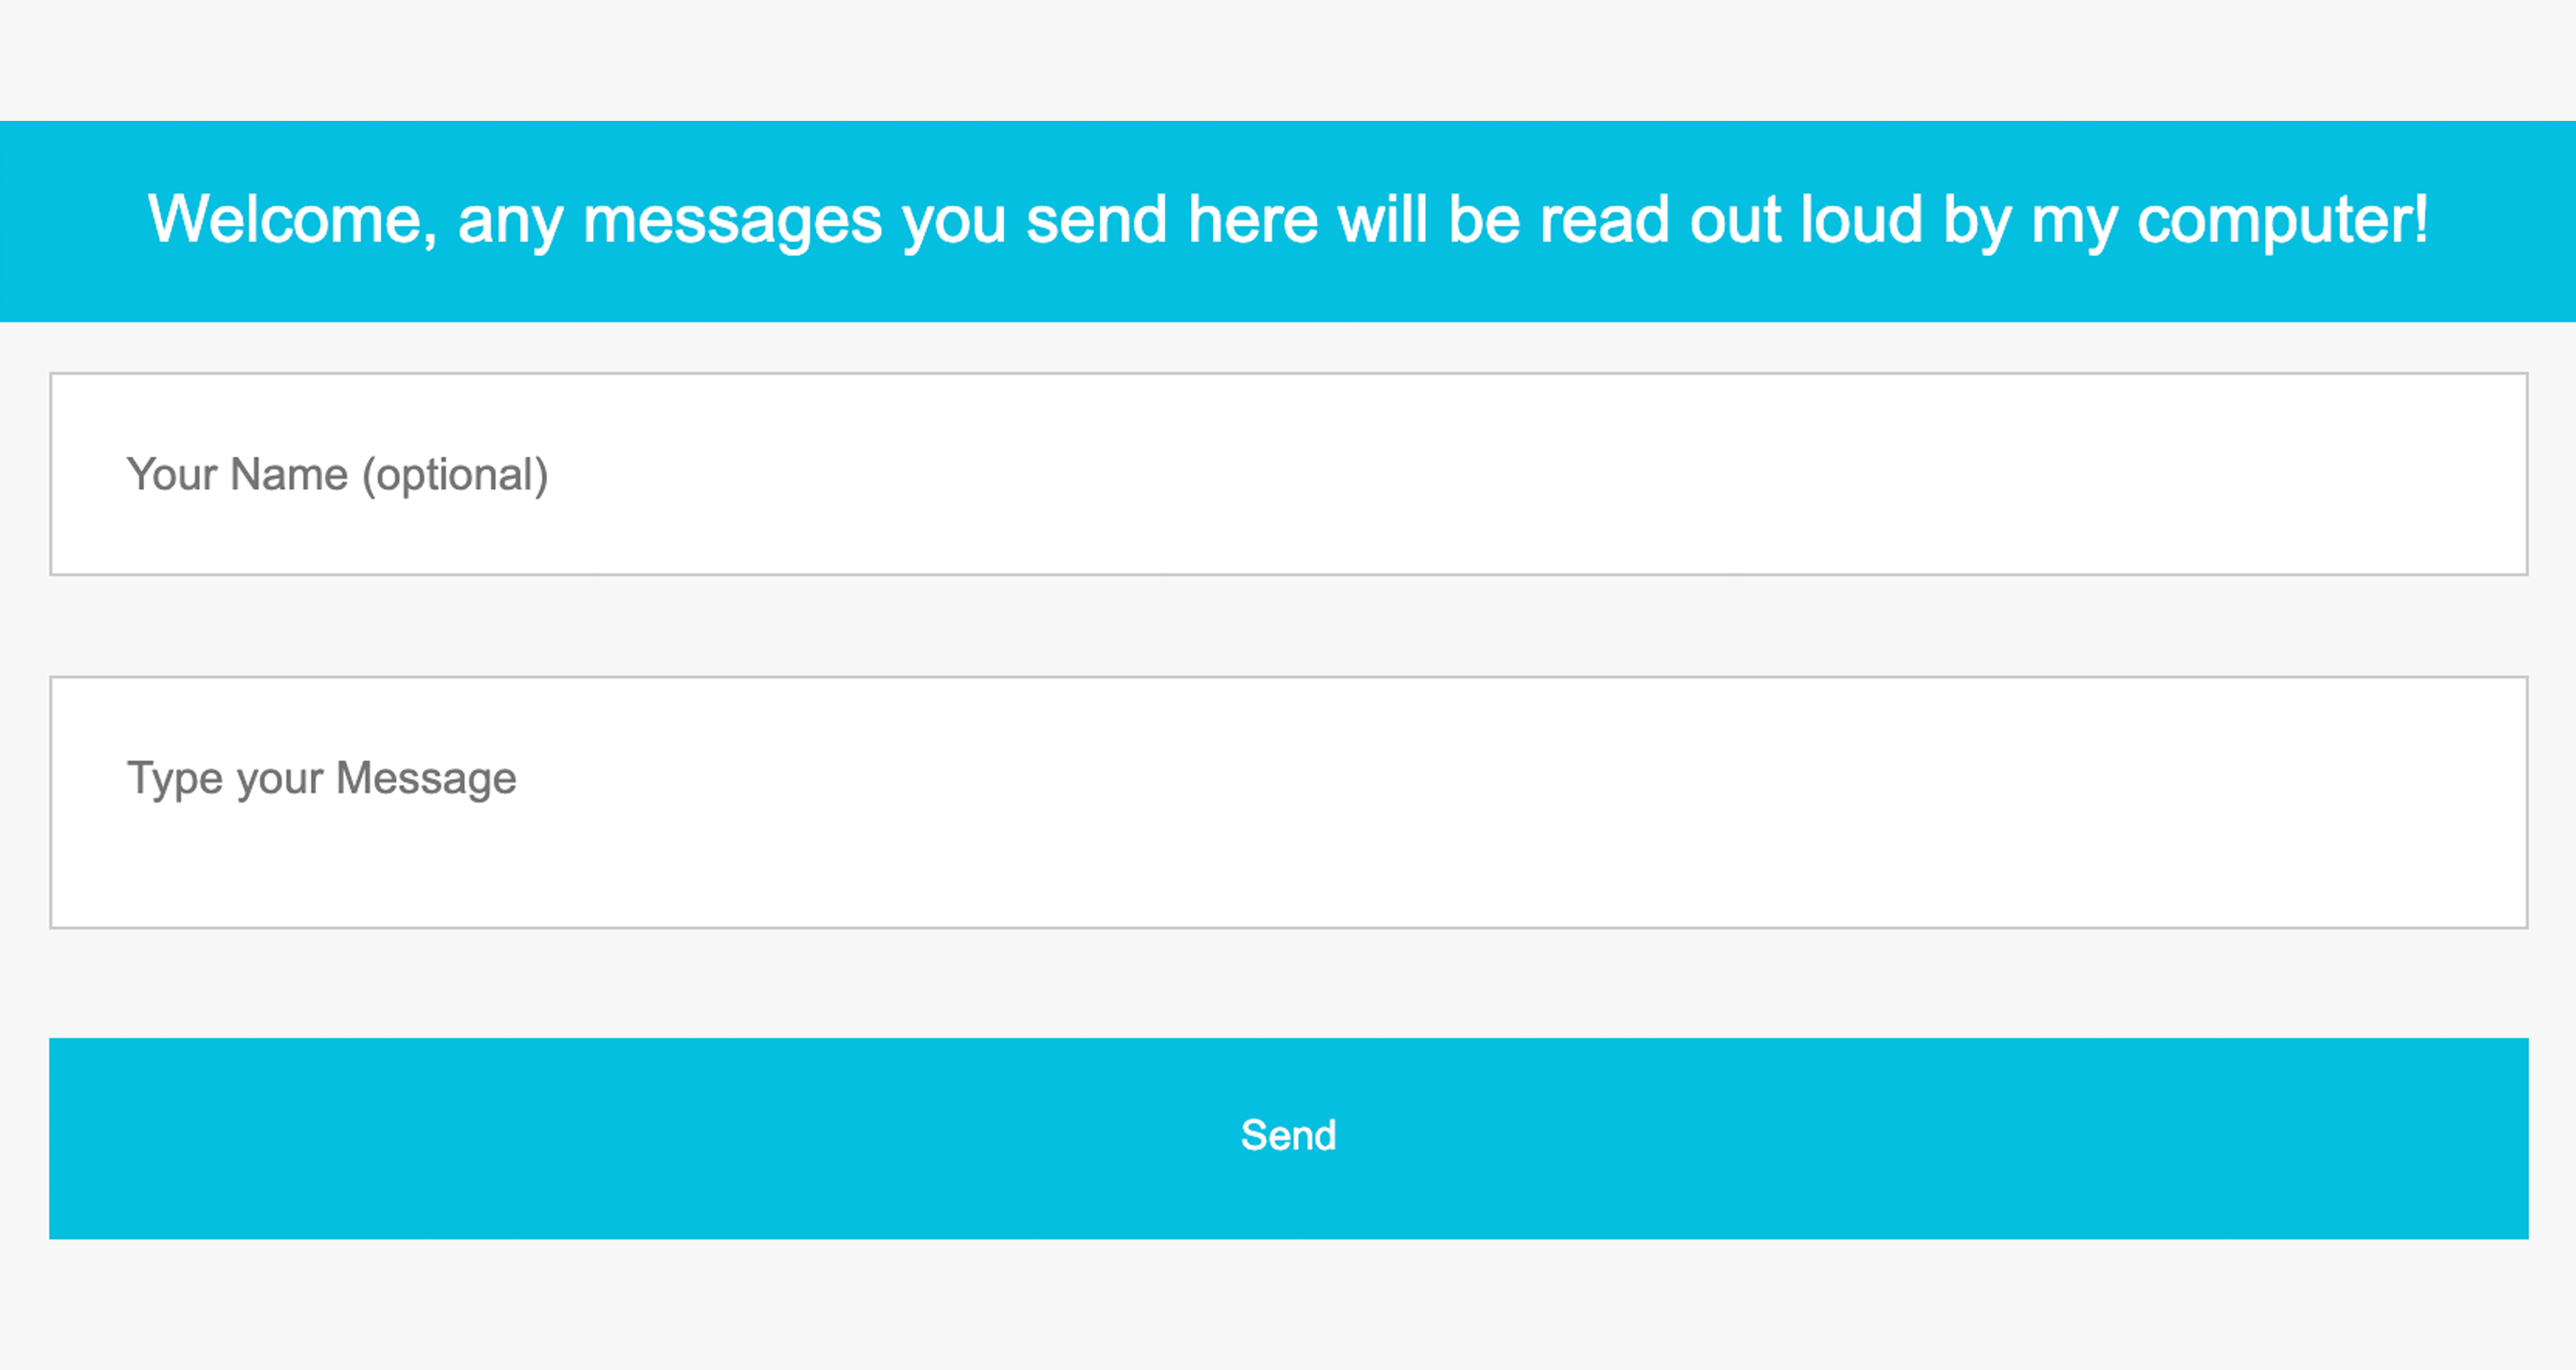 Welcome, any messages you send here will be read out loud by my computer!
Your Name (optional)
Type your Message
Send